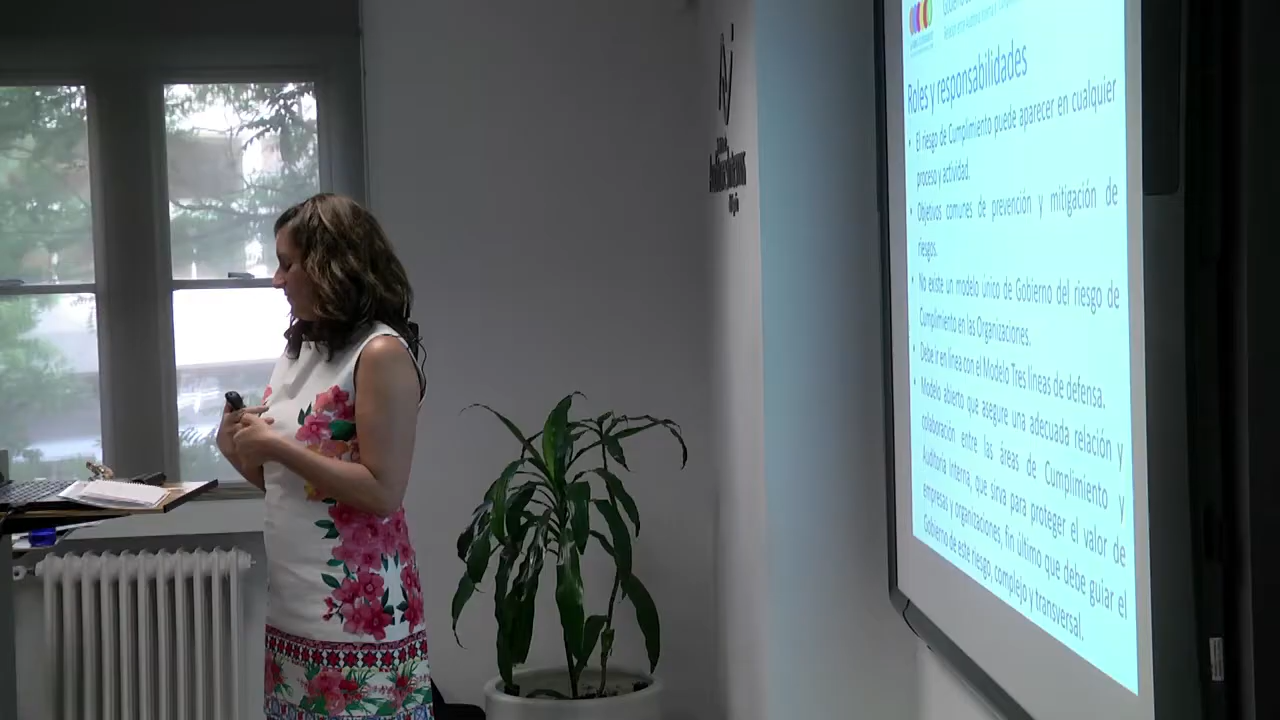 Roles y responsabilidades
• El riesgo de Cumplimiento puede aparecer en cualquier
proceso y actividad.
• Objetivos comunes de prevención y mitigación de
riesgos.
• No existe un modelo único de Gobierno del riesgo de
Cumplimiento en las Organizaciones.
• Debe ir en línea con el Modelo Tres líneas de defensa.
• Modelo abierto que asegure una adecuada relación y
colaboración entre las áreas de Cumplimiento y
Auditoría Interna, que sirva para proteger el valor de
empresas y organizaciones, fin último que debe guiar el
Gobierno de este riesgo, complejo y transversal.